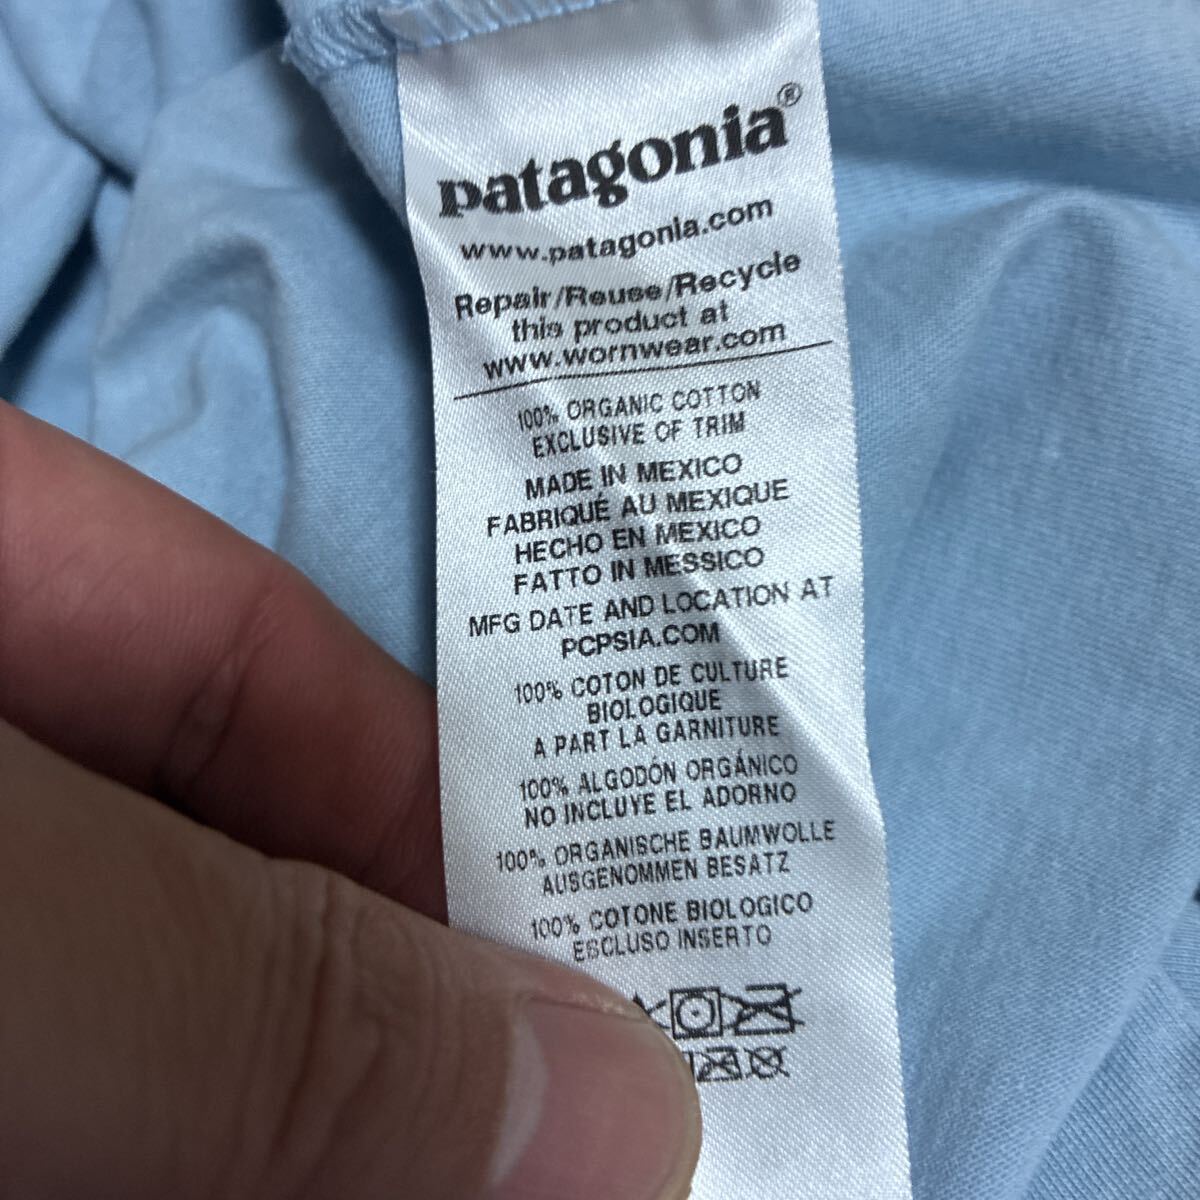 patagonia®
www.patagonia.com
Repair/Reuse/Recycle
this product at
www.wornwear.com
100% ORGANIC COTTON
EXCLUSIVE OF TRIM
MADE IN MEXICO
FABRIQUÉ AU MEXIQUE
HECHO EN MEXICO
FATTO IN MESSICO
MFG DATE AND LOCATION AT
PCPSIA.COM
100% COTON DE CULTURE
BIOLOGIQUE
A PART LA GARNITURE
100% ALGODÓN ORGÁNICO
NO INCLUYE EL ADORNO
100% ORGANISCHE BAUMWOLLE
AUSGENOMMEN BESATZ
100% COTONE BIOLOGICO
ESCLUSO INSERTO